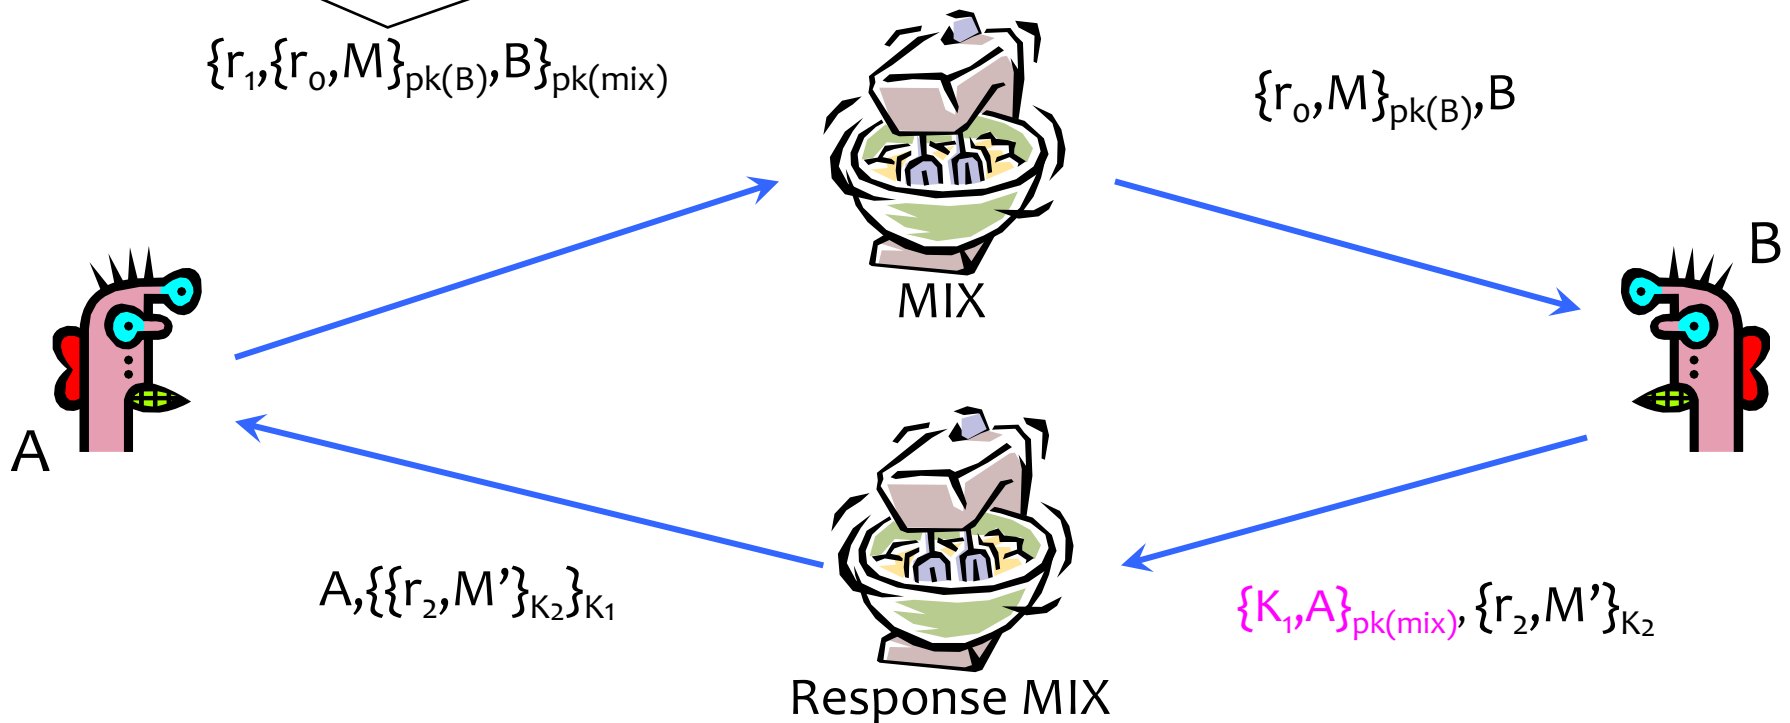 {r₁,{r₀,M}pk(B),B}pk(mix)
{r₀,M}pk(B),B
MIX
B
A
A,{{r₂,M’}K₂}K₁
{K₁,A}pk(mix), {r₂,M’}K₂
Response MIX